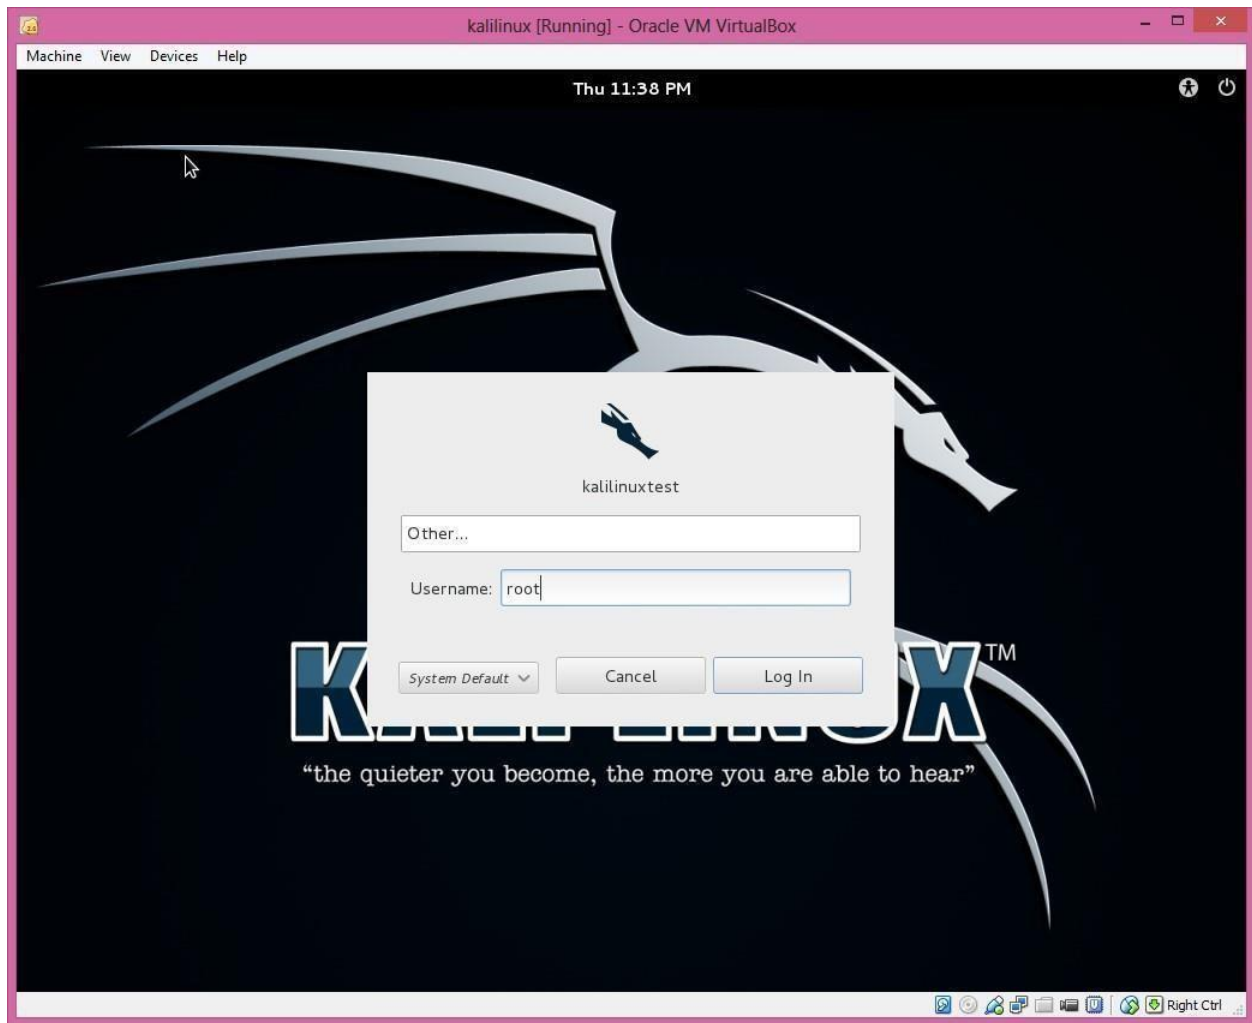 kalilinux [Running] - Oracle VM VirtualBox
Machine View Devices Help
Thu 11:38 PM
kalilinuxtest
Other...
Username: root
System Default Cancel Log In
TM
“the quieter you become, the more you are able to hear”
Right Ctrl